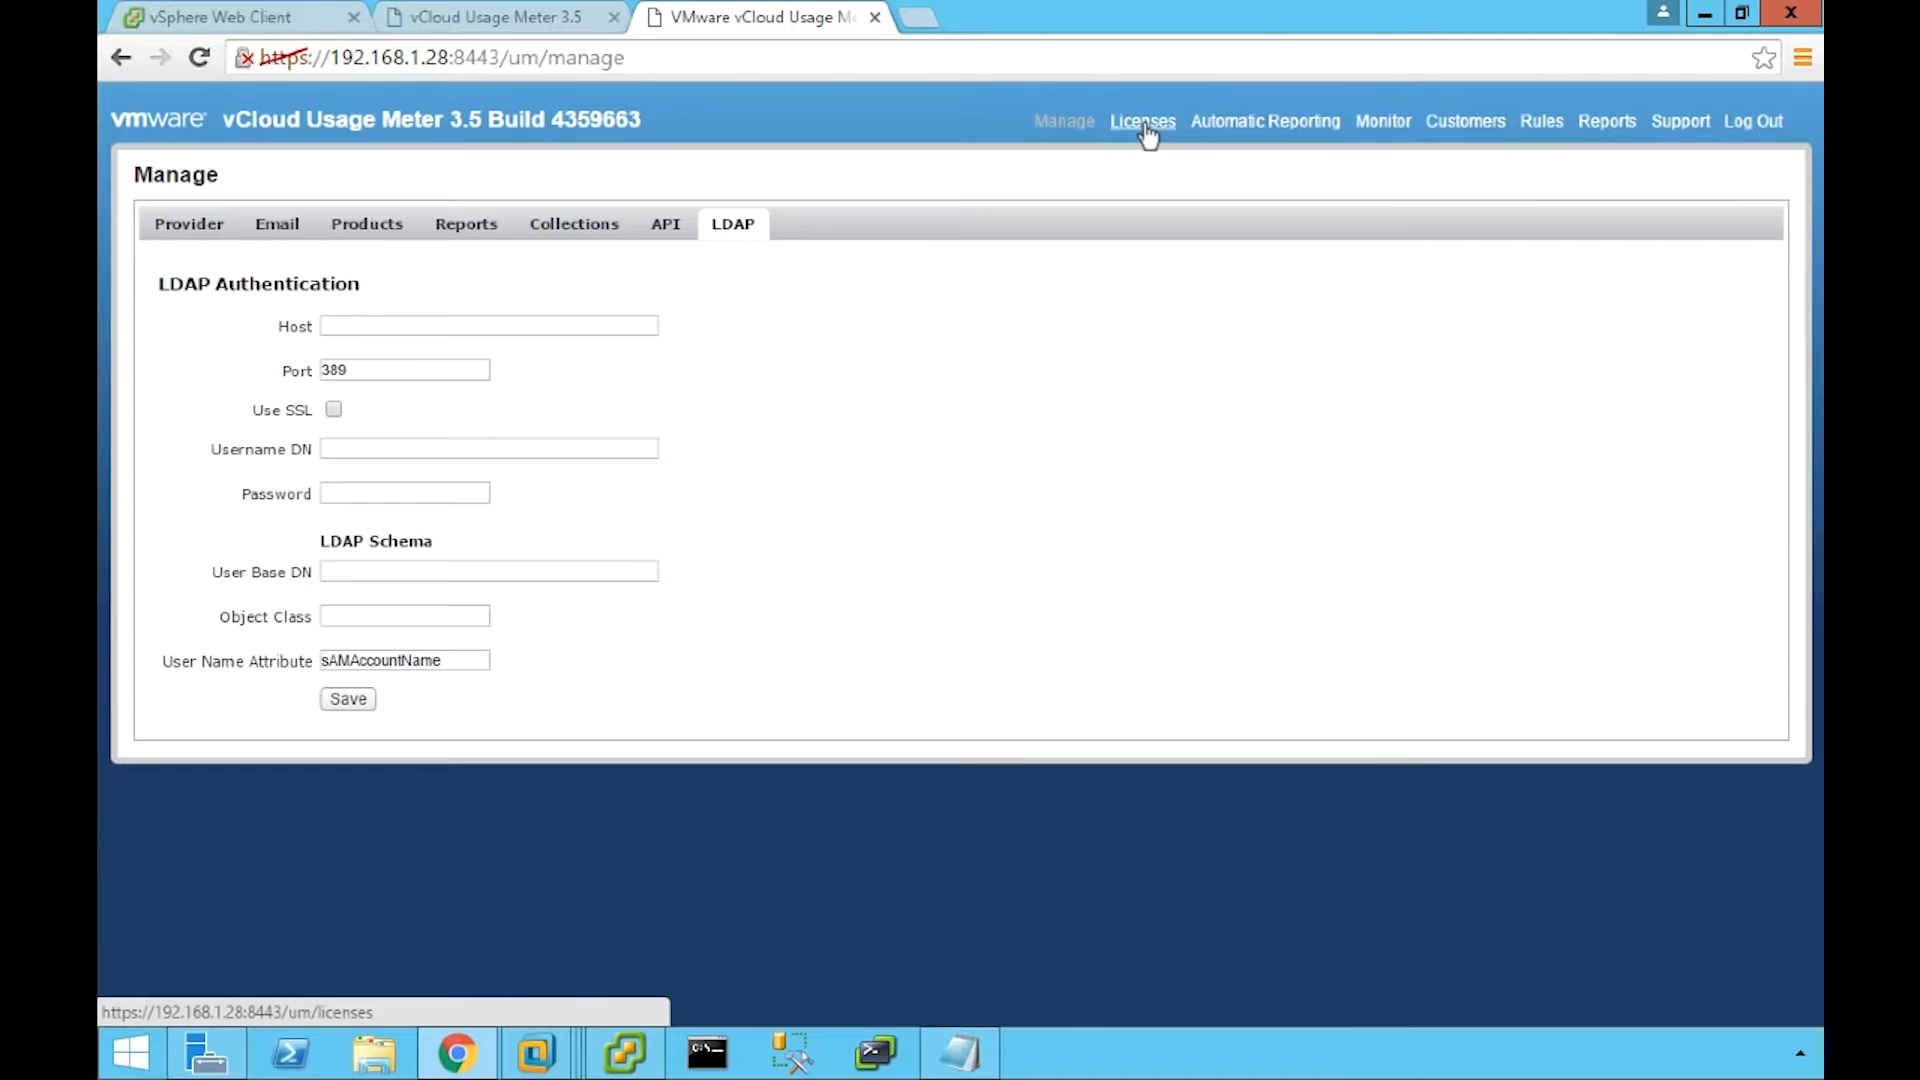 vSphere Web Client
vCloud Usage Meter 3.5
VMware vCloud Usage Me
https://192.168.1.28:8443/um/manage
vmware vCloud Usage Meter 3.5 Build 4359663
Manage Licenses Automatic Reporting Monitor Customers Rules Reports Support Log Out
Manage
Provider Email Products Reports Collections API LDAP
LDAP Authentication
Host
Port 389
Use SSL
Username DN
Password
LDAP Schema
User Base DN
Object Class
User Name Attribute sAMAccountName
Save
https://192.168.1.28:8443/um/licenses